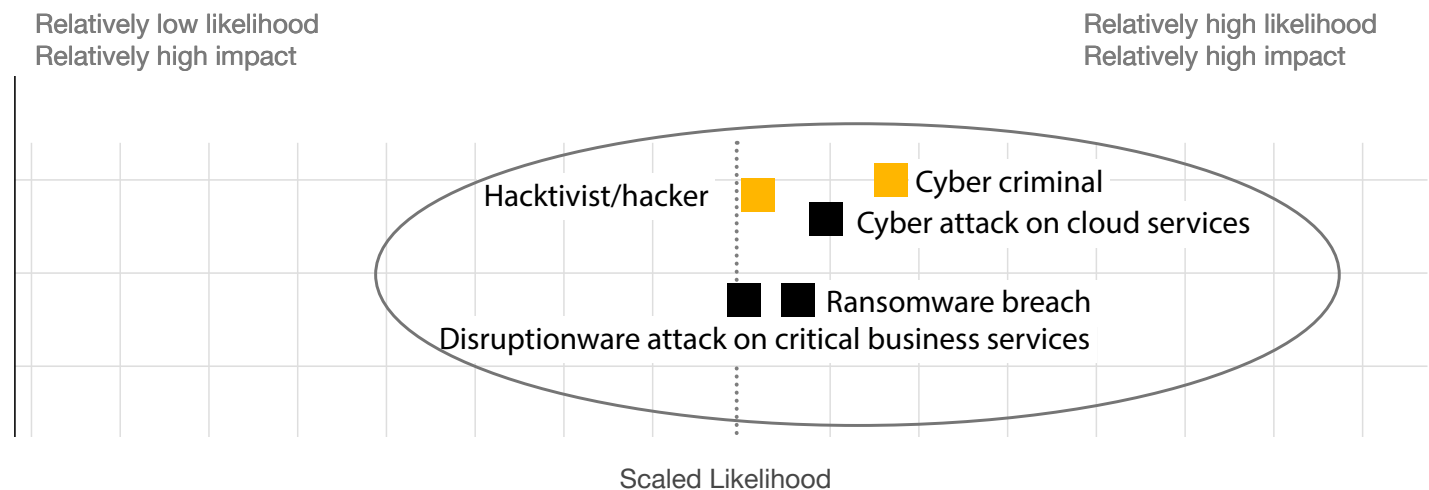 Relatively low likelihood
Relatively high impact
Relatively high likelihood
Relatively high impact
Hacktivist/hacker
Cyber criminal
Cyber attack on cloud services
Ransomware breach
Disruptionware attack on critical business services
Scaled Likelihood